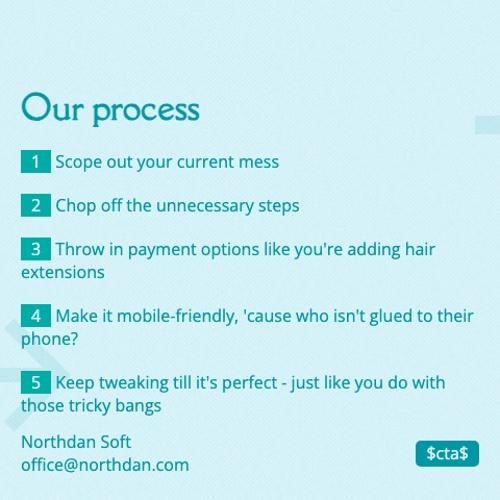 Our process
1 Scope out your current mess
2 Chop off the unnecessary steps
3 Throw in payment options like you're adding hair
extensions
4 Make it mobile-friendly, 'cause who isn't glued to their
phone?
5 Keep tweaking till it's perfect - just like you do with
those tricky bangs
Northdan Soft
office@northdan.com
$cta$